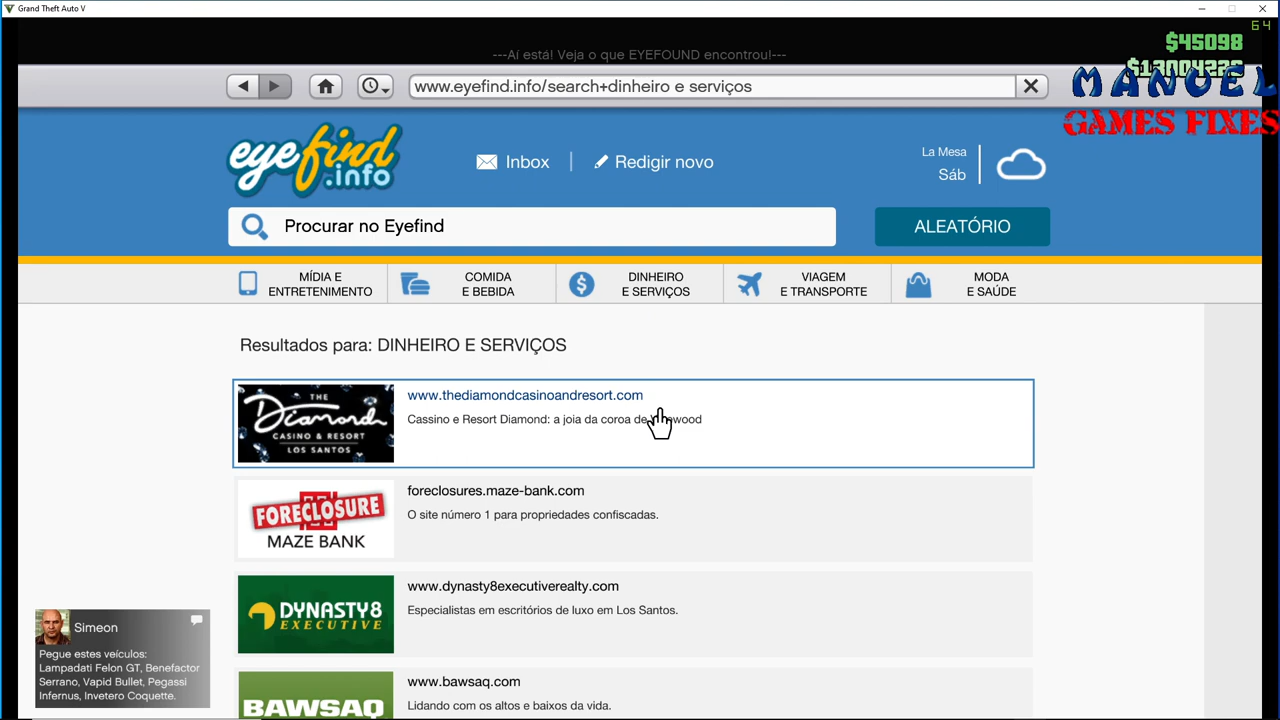 Grand Theft Auto V
64
---Aí está! Veja o que EYEFOUND encontrou!---
$45098
MANUEL
GAMES FIXES
www.eyefind.info/search+dinheiro e serviços
eyefind
.info
Inbox
Redigir novo
La Mesa
Sáb
Procurar no Eyefind
ALEATÓRIO
MÍDIA E
ENTRETENIMENTO
COMIDA
E BEBIDA
DINHEIRO
E SERVIÇOS
VIAGEM
E TRANSPORTE
MODA
E SAÚDE
Resultados para: DINHEIRO E SERVIÇOS
THE
Diamond
CASINO & RESORT
LOS SANTOS
www.thediamondcasinoandresort.com
Cassino e Resort Diamond: a joia da coroa de
FORECLOSURE
MAZE BANK
foreclosures.maze-bank.com
O site número 1 para propriedades confiscadas.
DYNASTY8
EXECUTIVE
www.dynasty8executiverealty.com
Especialistas em escritórios de luxo em Los Santos.
BAWSAQ
www.bawsaq.com
Lidando com os altos e baixos da vida.
Simeon
Pegue estes veículos:
Lampadati Felon GT, Benefactor
Serrano, Vapid Bullet, Pegassi
Infernus, Invetero Coquette.